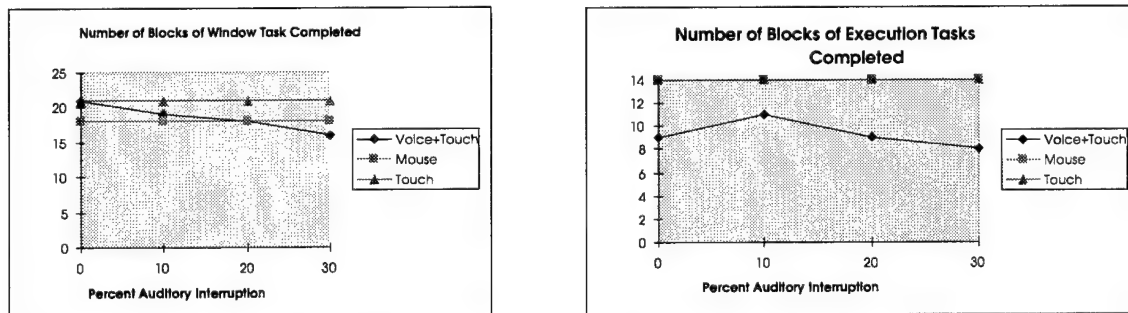 Number of Blocks of Window Task Completed
25
20
15
10
5
0
0 10 20 30
Percent Auditory Interruption
Voice+Touch
Mouse
Touch
Number of Blocks of Execution Tasks
Completed
14
12
10
8
6
4
2
0
0 10 20 30
Percent Auditory Interruption
Voice+Touch
Mouse
Touch